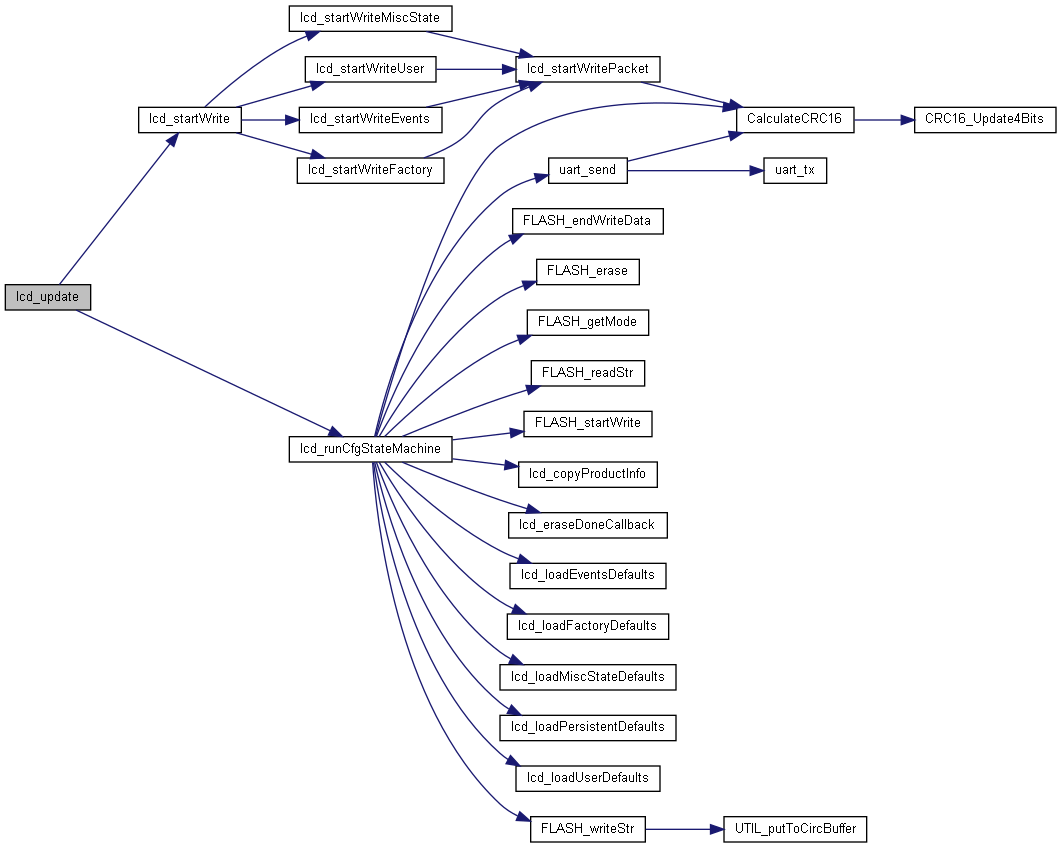 lcd_startWriteMiscState
lcd_startWriteUser
lcd_startWritePacket
lcd_startWrite
lcd_startWriteEvents
CalculateCRC16
CRC16_Update4Bits
lcd_startWriteFactory
uart_send
uart_tx
FLASH_endWriteData
FLASH_erase
lcd_update
FLASH_getMode
FLASH_readStr
FLASH_startWrite
lcd_runCfgStateMachine
lcd_copyProductInfo
lcd_eraseDoneCallback
lcd_loadEventsDefaults
lcd_loadFactoryDefaults
lcd_loadMiscStateDefaults
lcd_loadPersistentDefaults
lcd_loadUserDefaults
FLASH_writeStr
UTIL_putToCircBuffer